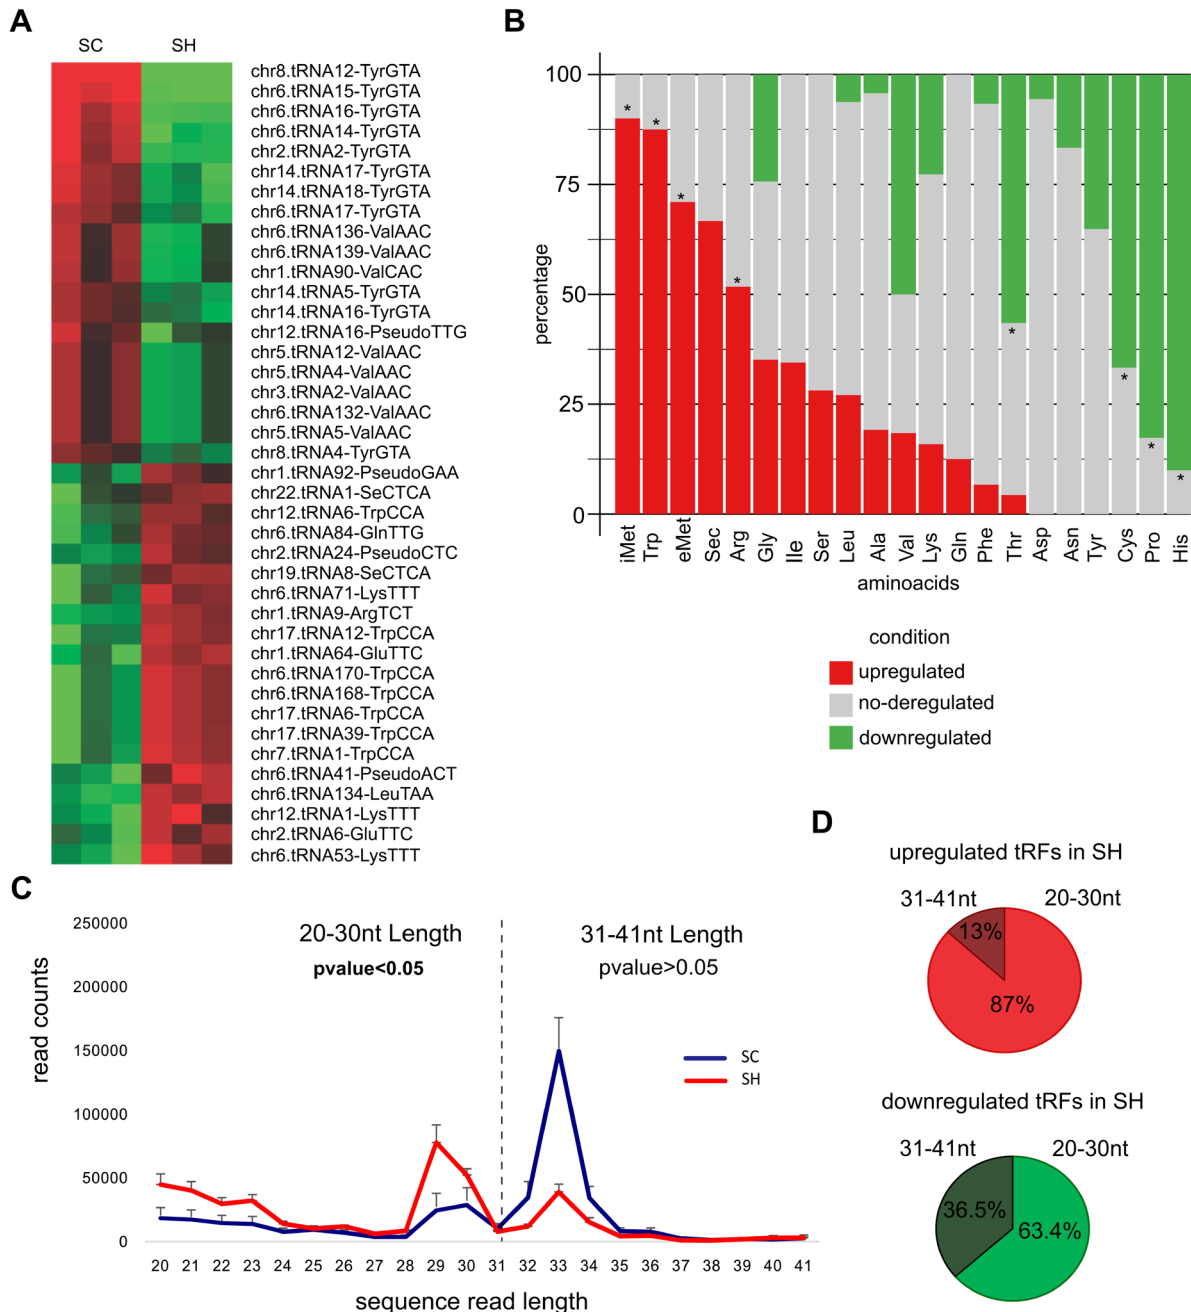 A
SC SH
chr8.tRNA12-TyrGTA
chr6.tRNA15-TyrGTA
chr6.tRNA16-TyrGTA
chr6.tRNA14-TyrGTA
chr2.tRNA2-TyrGTA
chr14.tRNA17-TyrGTA
chr14.tRNA18-TyrGTA
chr6.tRNA17-TyrGTA
chr6.tRNA136-ValAAC
chr6.tRNA139-ValAAC
chr1.tRNA90-ValCAC
chr14.tRNA5-TyrGTA
chr14.tRNA16-TyrGTA
chr12.tRNA16-PseudoTTG
chr5.tRNA12-ValAAC
chr5.tRNA4-ValAAC
chr3.tRNA2-ValAAC
chr6.tRNA132-ValAAC
chr5.tRNA5-ValAAC
chr8.tRNA4-TyrGTA
chr1.tRNA92-PseudoGAA
chr22.tRNA1-SeCTCA
chr12.tRNA6-TrpCCA
chr6.tRNA84-GlnTTG
chr2.tRNA24-PseudoCTC
chr19.tRNA8-SeCTCA
chr6.tRNA71-LysTTT
chr1.tRNA9-ArgTCT
chr17.tRNA12-TrpCCA
chr1.tRNA64-GluTTC
chr6.tRNA170-TrpCCA
chr6.tRNA168-TrpCCA
chr17.tRNA6-TrpCCA
chr17.tRNA39-TrpCCA
chr7.tRNA1-TrpCCA
chr6.tRNA41-PseudoACT
chr6.tRNA134-LeuTAA
chr12.tRNA1-LysTTT
chr2.tRNA6-GluTTC
chr6.tRNA53-LysTTT
B
percentage
100
75
50
25
0
* * * * * * * *
iMet Trp eMet Sec Arg Gly Ile Ser Leu Ala Val Lys Gln Phe Thr Asp Asn Tyr Cys Pro His
aminoacids
condition
upregulated
no-deregulated
downregulated
C
read counts
250000
200000
150000
100000
50000
0
20-30nt Length
pvalue<0.05
31-41nt Length
pvalue>0.05
SC
SH
20 21 22 23 24 25 26 27 28 29 30 31 32 33 34 35 36 37 38 39 40 41
sequence read length
D
upregulated tRFs in SH
31-41nt 20-30nt
13%
87%
downregulated tRFs in SH
31-41nt 20-30nt
36.5%
63.4%